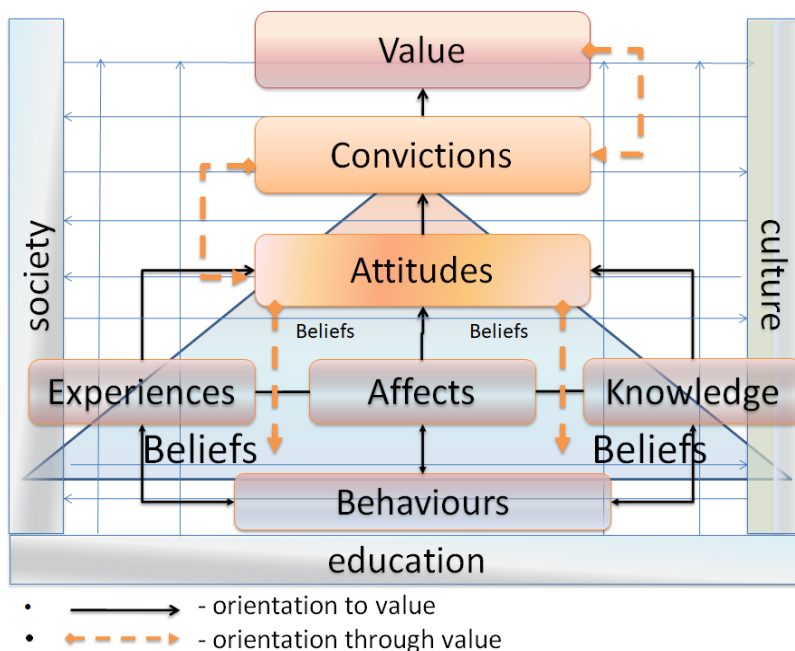 Value
Convictions
society
culture
Attitudes
Beliefs Beliefs
Experiences Affects Knowledge
Beliefs Beliefs
Behaviours
education
• - orientation to value
• - orientation through value